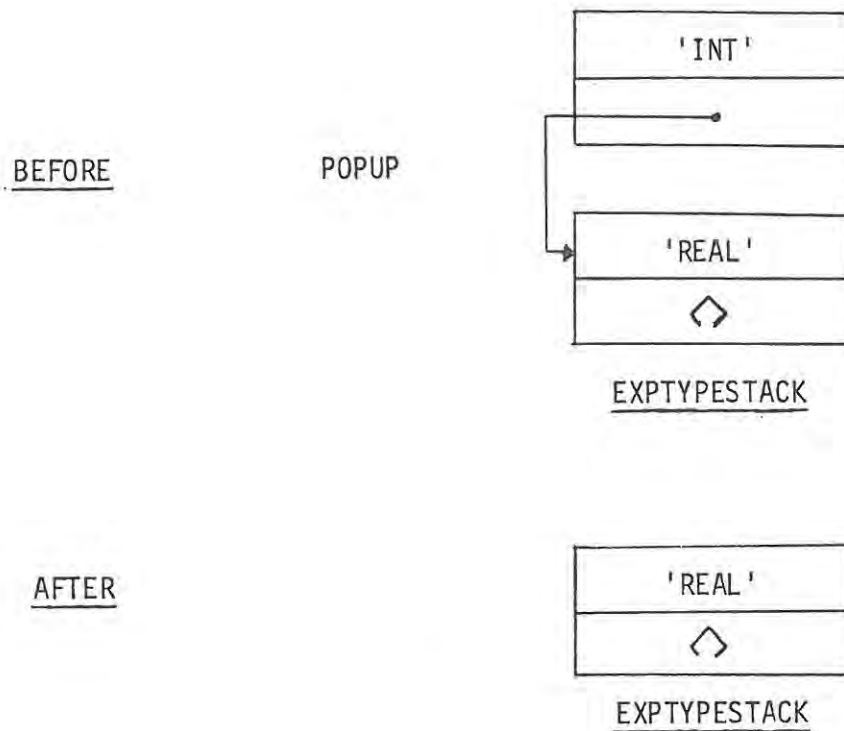 'INT'
BEFORE POPUP
'REAL'
EXPTYPESTACK
AFTER
'REAL'
EXPTYPESTACK